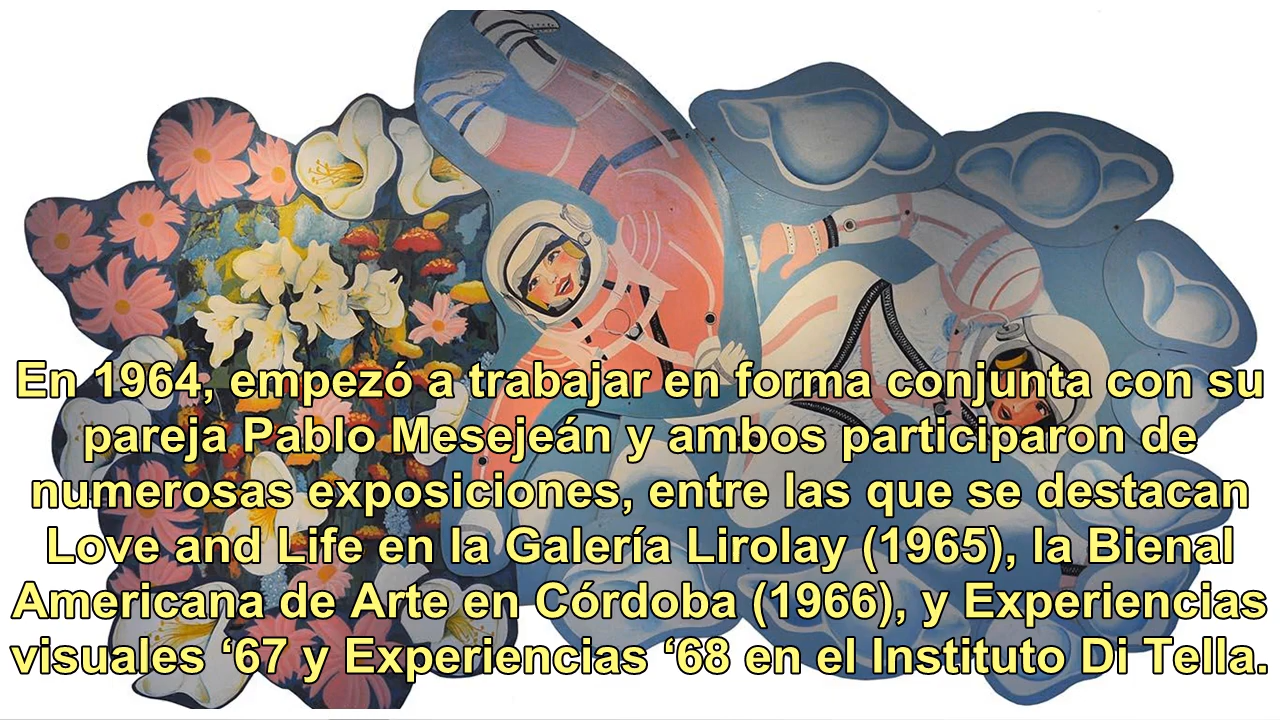 En 1964, empezó a trabajar en forma conjunta con su
pareja Pablo Mesejeán y ambos participaron de
numerosas exposiciones, entre las que se destacan
Love and Life en la Galería Lirolay (1965), la Bienal
Americana de Arte en Córdoba (1966), y Experiencias
visuales ‘67 y Experiencias ‘68 en el Instituto Di Tella.